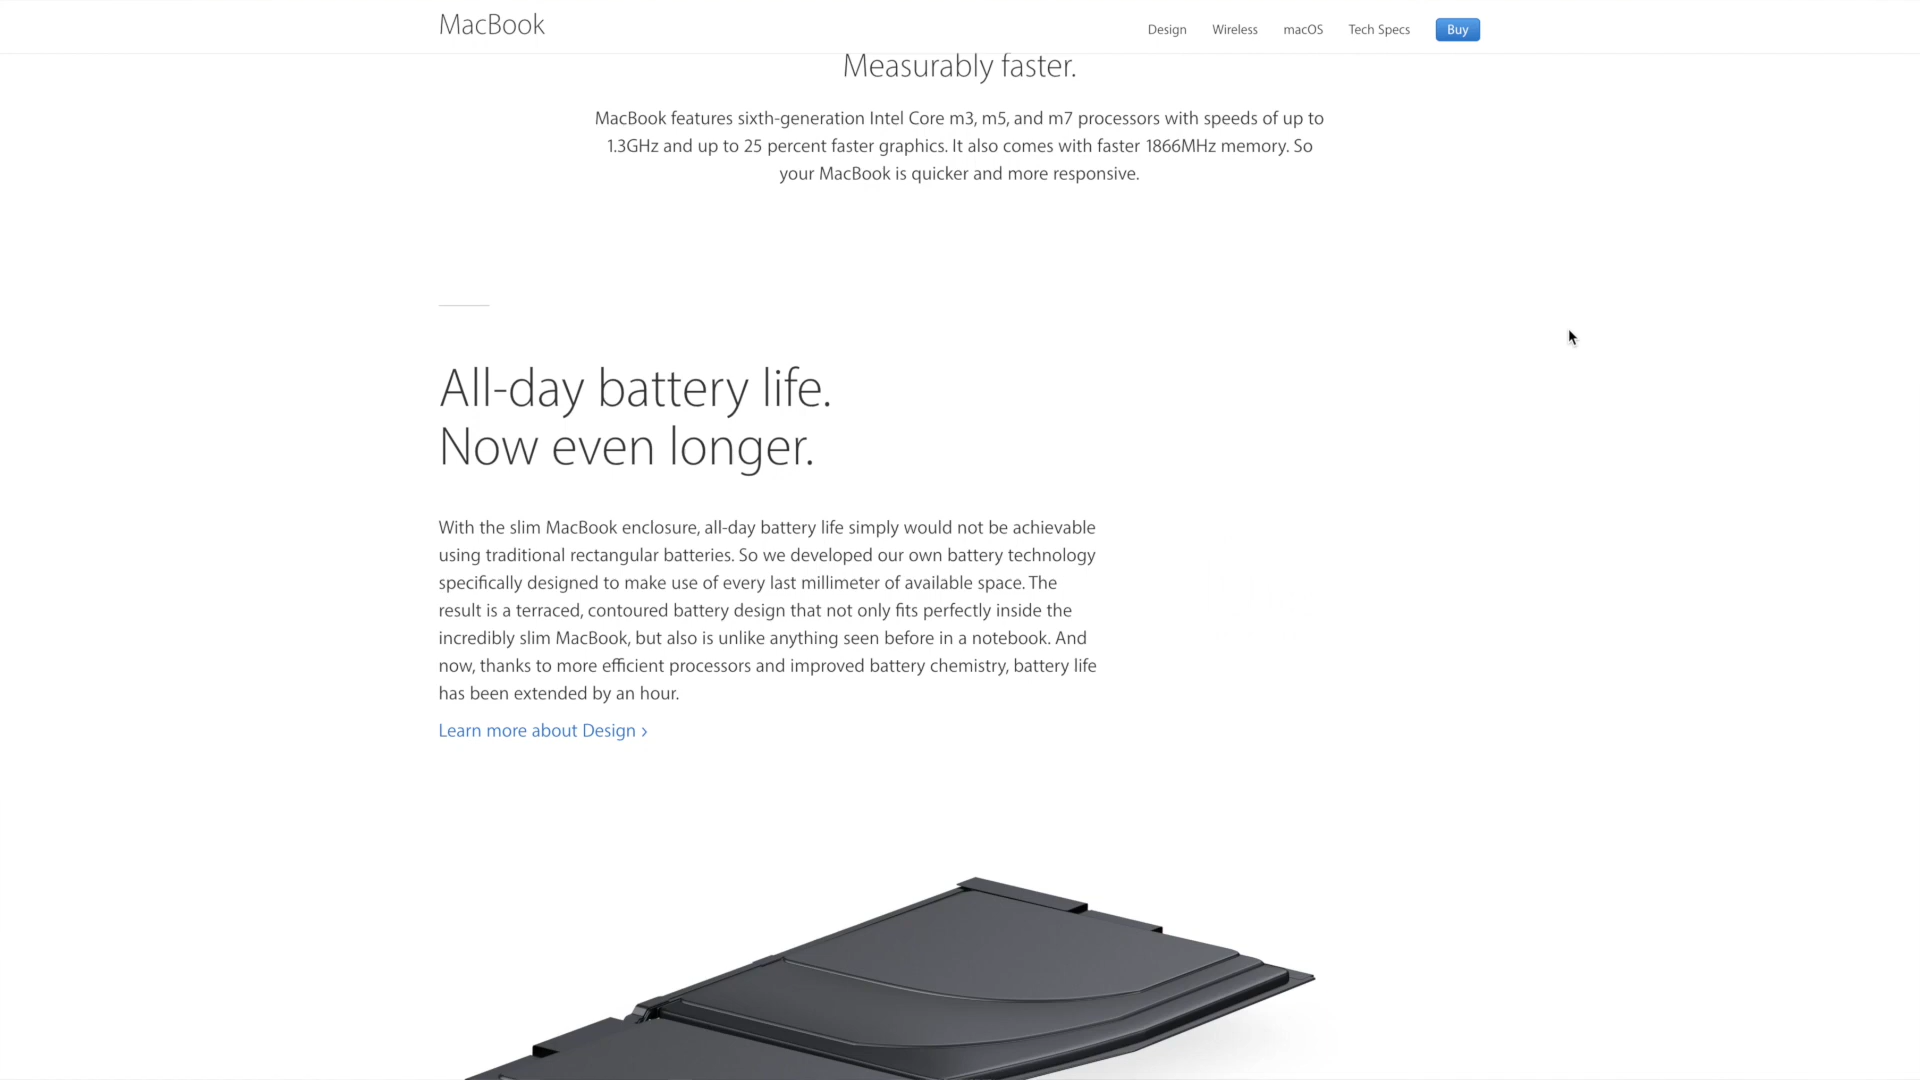 MacBook
Design
Wireless
macOS
Tech Specs
Buy
Measurably faster.
MacBook features sixth-generation Intel Core m3, m5, and m7 processors with speeds of up to
1.3GHz and up to 25 percent faster graphics. It also comes with faster 1866MHz memory. So
your MacBook is quicker and more responsive.
All-day battery life.
Now even longer.
With the slim MacBook enclosure, all-day battery life simply would not be achievable
using traditional rectangular batteries. So we developed our own battery technology
specifically designed to make use of every last millimeter of available space. The
result is a terraced, contoured battery design that not only fits perfectly inside the
incredibly slim MacBook, but also is unlike anything seen before in a notebook. And
now, thanks to more efficient processors and improved battery chemistry, battery life
has been extended by an hour.
Learn more about Design ›